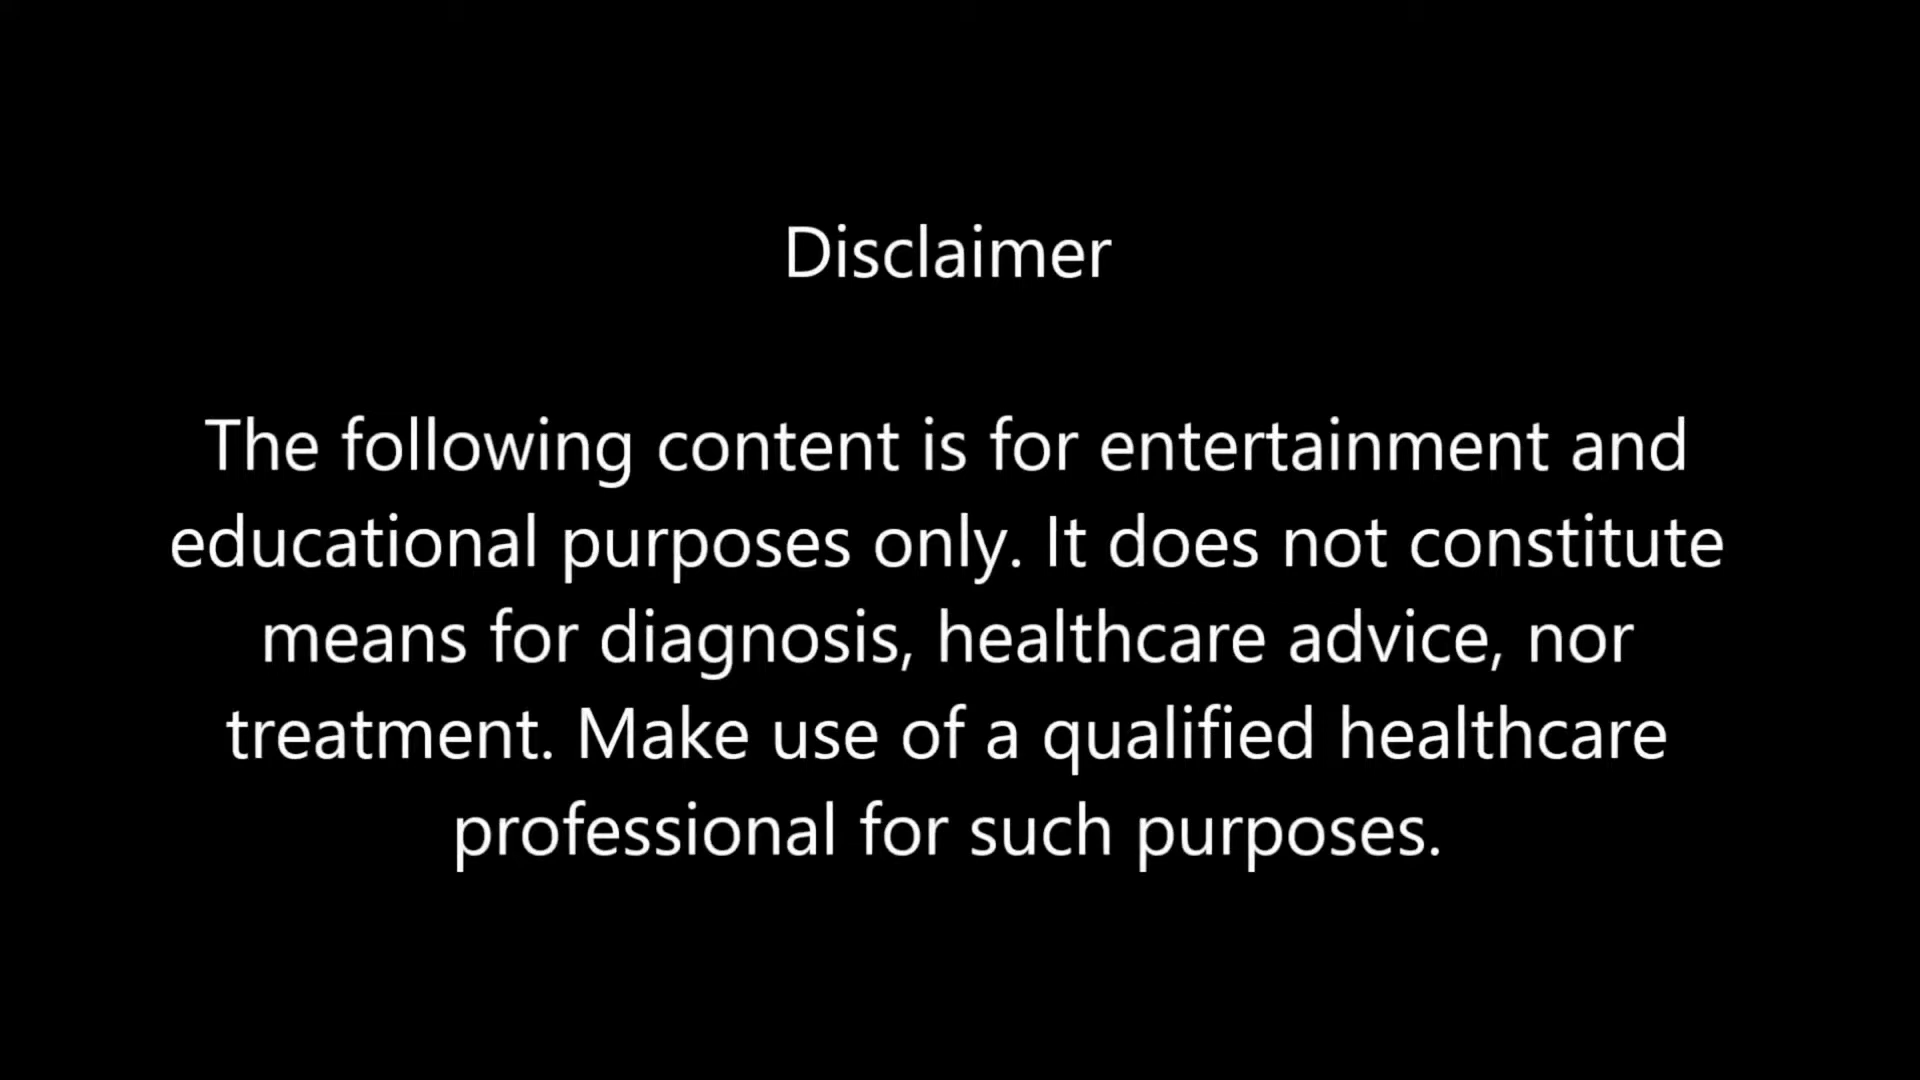 Disclaimer
The following content is for entertainment and
educational purposes only. It does not constitute
means for diagnosis, healthcare advice, nor
treatment. Make use of a qualified healthcare
professional for such purposes.